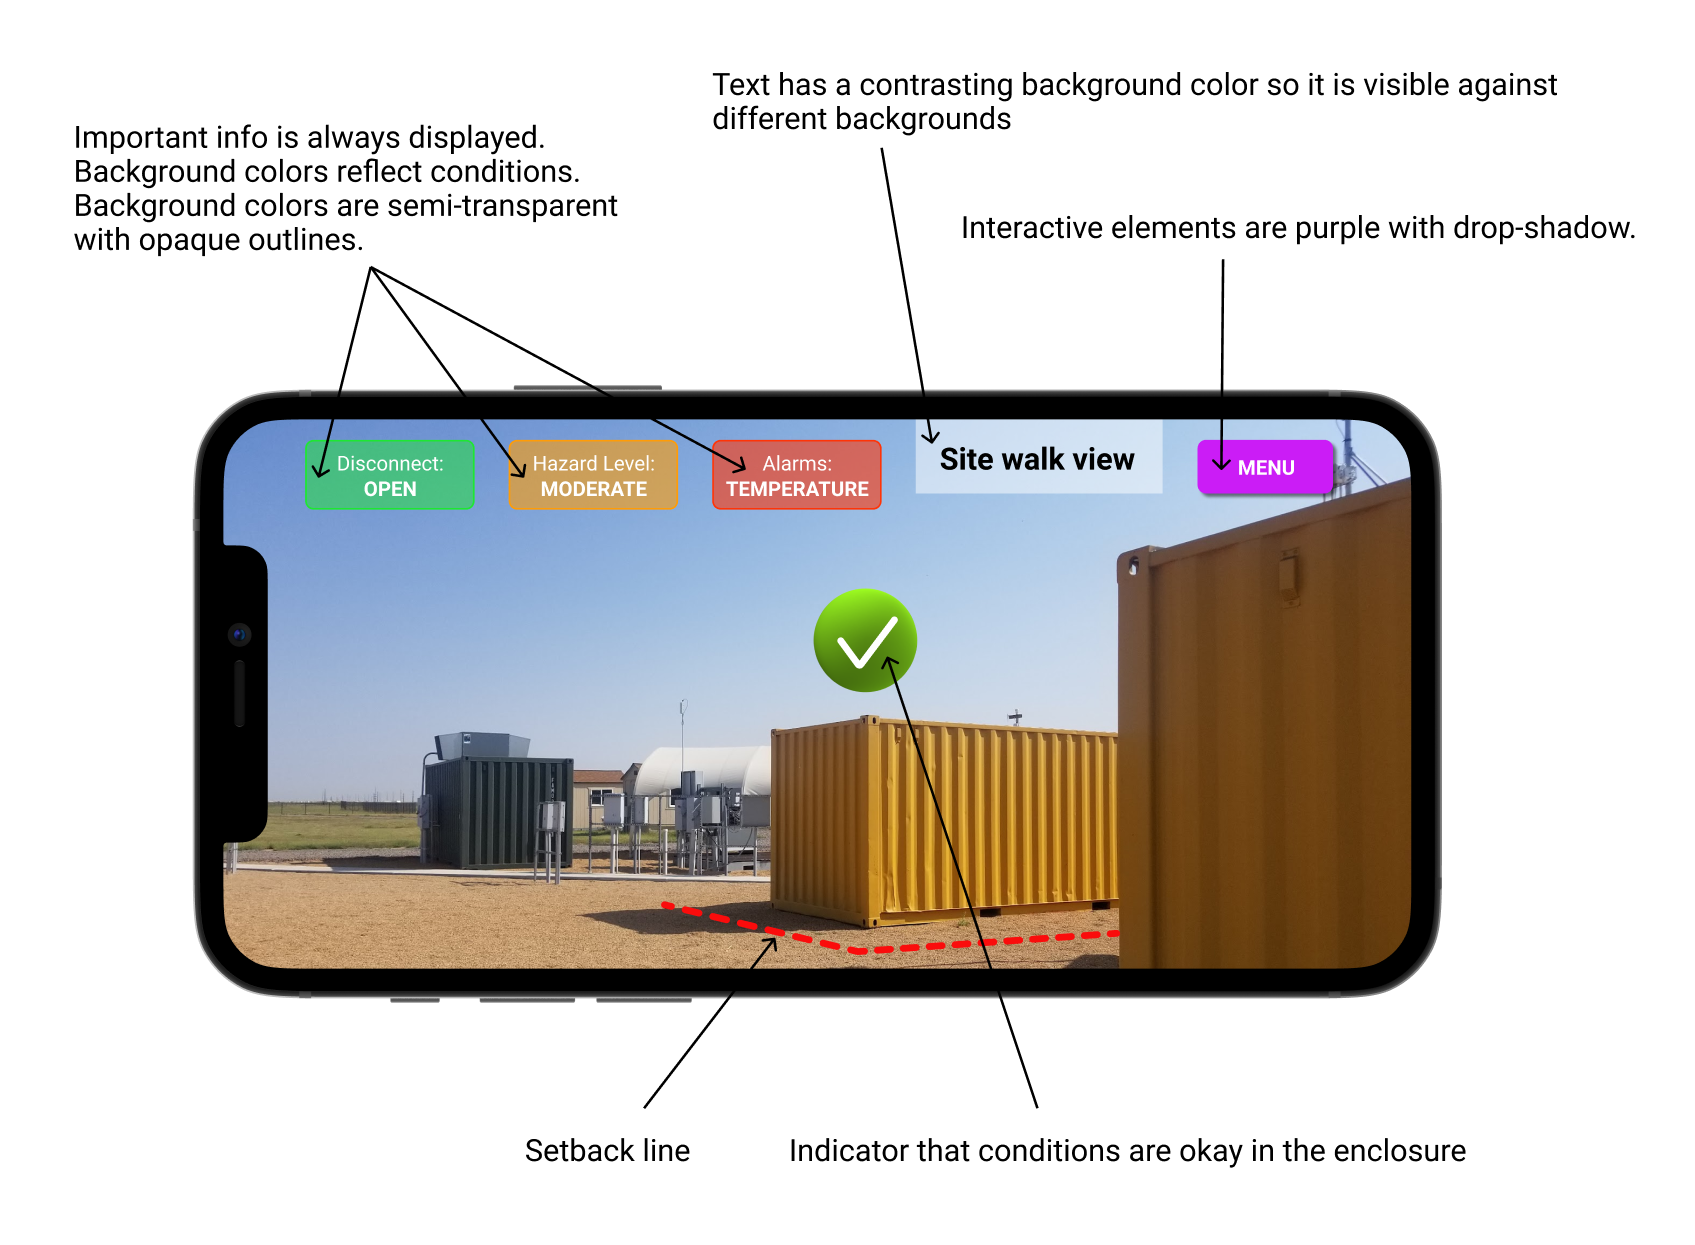 Text has a contrasting background color so it is visible against
different backgrounds
Important info is always displayed.
Background colors reflect conditions.
Background colors are semi-transparent
with opaque outlines.
Interactive elements are purple with drop-shadow.
Disconnect:
OPEN
Hazard Level:
MODERATE
Alarms:
TEMPERATURE
Site walk view
MENU
Setback line
Indicator that conditions are okay in the enclosure